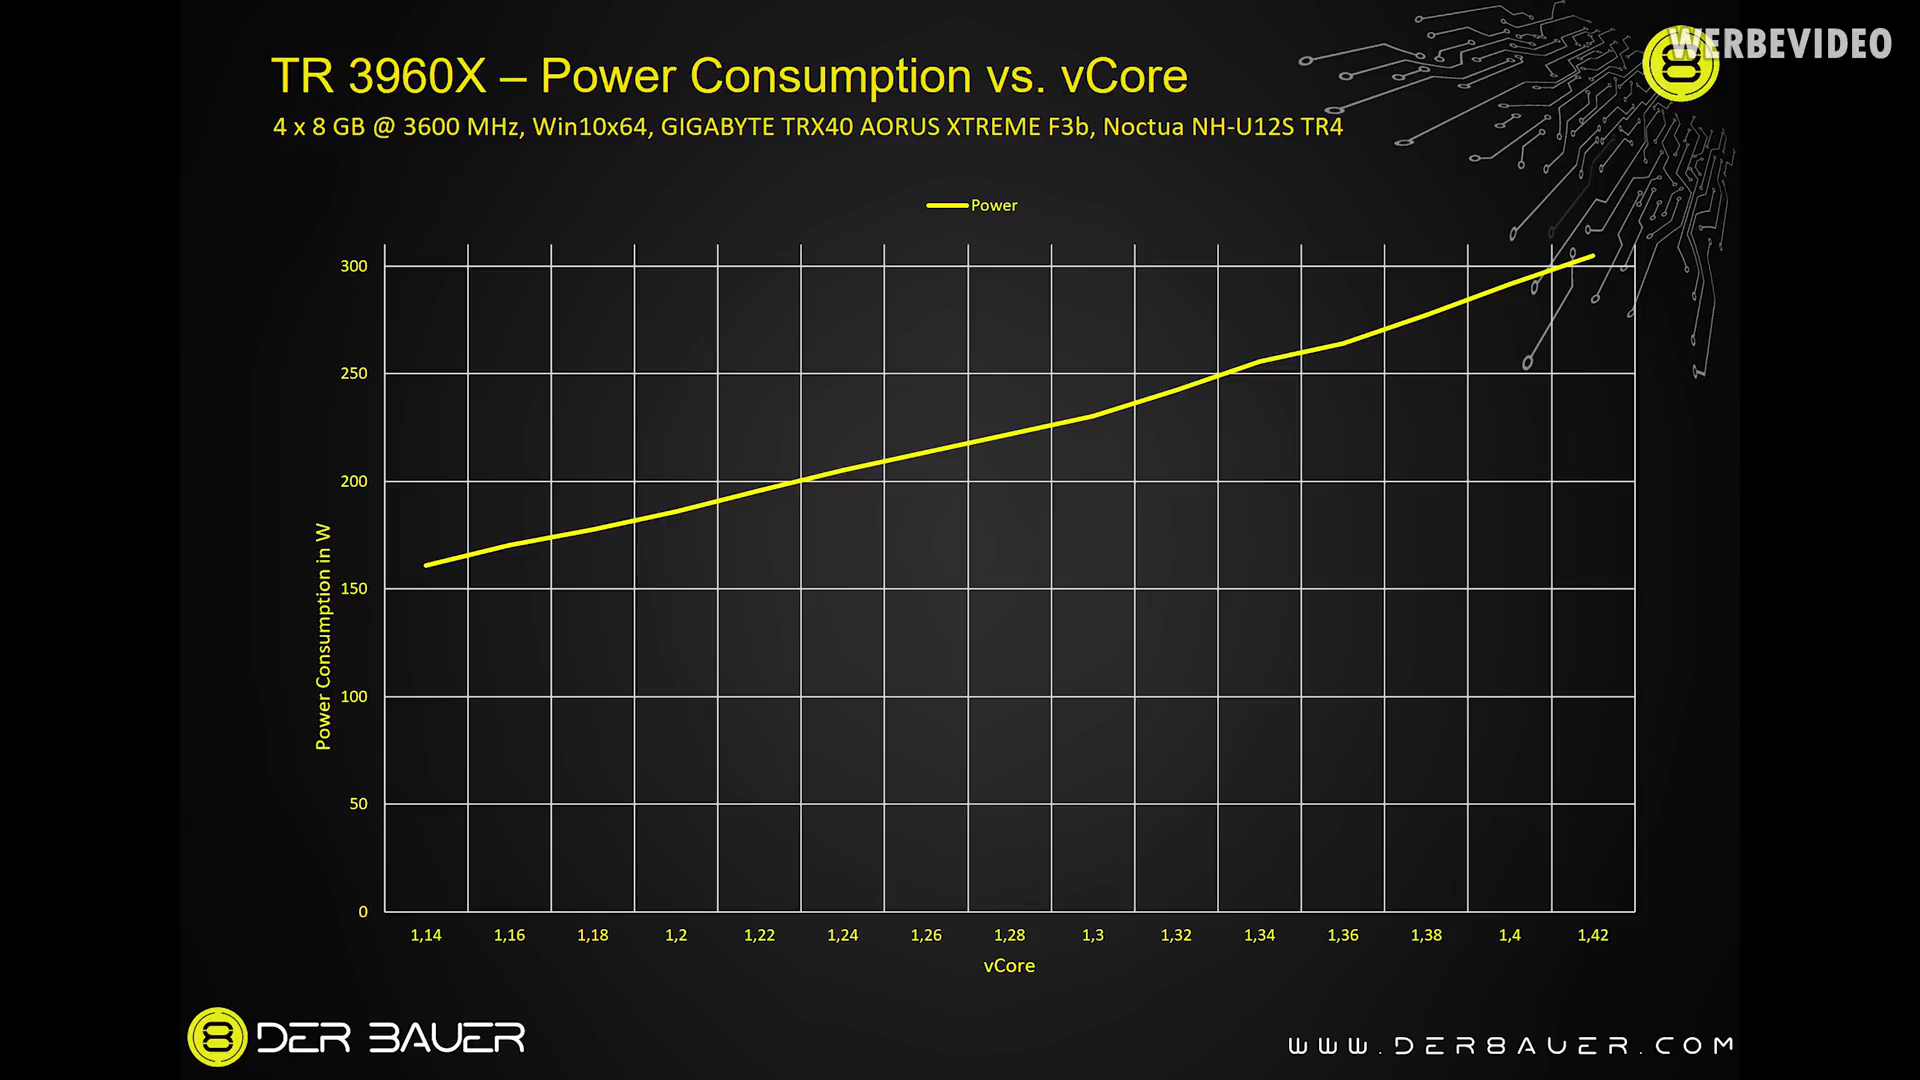 WERBEVIDEO
TR 3960X – Power Consumption vs. vCore
4 x 8 GB @ 3600 MHz, Win10x64, GIGABYTE TRX40 AORUS XTREME F3b, Noctua NH-U12S TR4
Power
300
250
200
150
100
50
0
Power Consumption in W
1,14 1,16 1,18 1,2 1,22 1,24 1,26 1,28 1,3 1,32 1,34 1,36 1,38 1,4 1,42
vCore
DER 8AUER
WWW.DER8AUER.COM